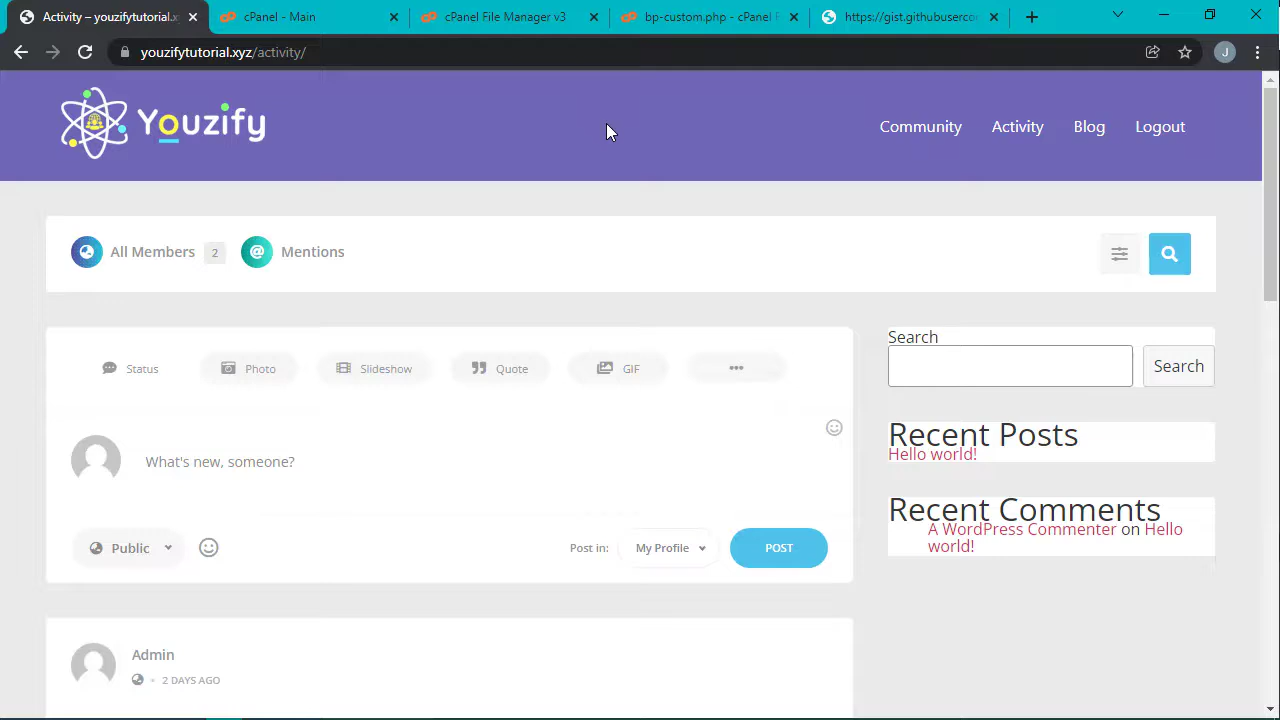 Activity – youzifytutorial.xy
cPanel - Main
cPanel File Manager v3
bp-custom.php - cPanel F
https://gist.githubuserco
youzifytutorial.xyz/activity/
J
Youzify
Community
Activity
Blog
Logout
All Members 2
@ Mentions
Status
Photo
Slideshow
Quote
GIF
What's new, someone?
Public
Post in:
My Profile
POST
Search
Search
Recent Posts
Hello world!
Recent Comments
A WordPress Commenter on Hello
world!
Admin
2 DAYS AGO